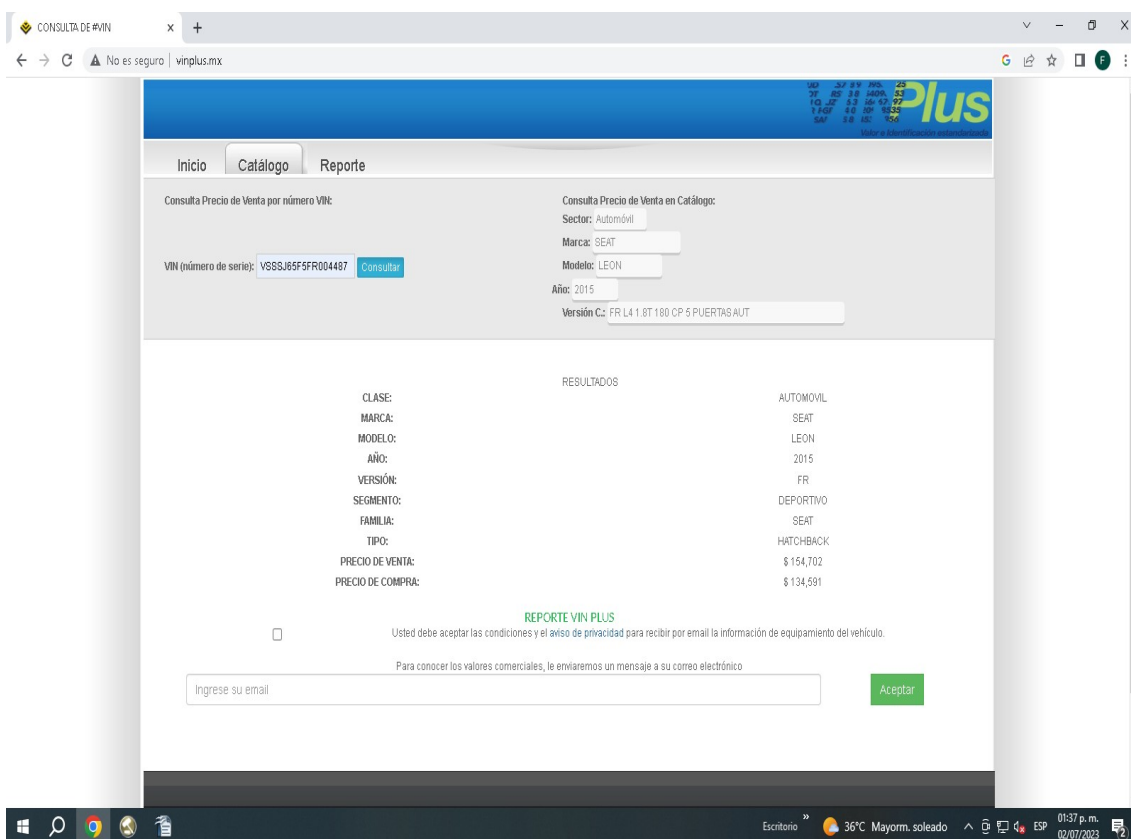 CONSULTA DE #VIN
No es seguro | vinplus.mx
Plus
Valor e Identificación estandarizada
Inicio Catálogo Reporte
Consulta Precio de Venta por número VIN:
VIN (número de serie): VSSSJ65F5FR004487 Consultar
Consulta Precio de Venta en Catálogo:
Sector: Automóvil
Marca: SEAT
Modelo: LEON
Año: 2015
Versión C.: FR L4 1.8T 180 CP 5 PUERTAS AUT
RESULTADOS
CLASE: AUTOMOVIL
MARCA: SEAT
MODELO: LEON
AÑO: 2015
VERSIÓN: FR
SEGMENTO: DEPORTIVO
FAMILIA: SEAT
TIPO: HATCHBACK
PRECIO DE VENTA: $ 154,702
PRECIO DE COMPRA: $ 134,591
REPORTE VIN PLUS
Usted debe aceptar las condiciones y el aviso de privacidad para recibir por email la información de equipamiento del vehículo.
Para conocer los valores comerciales, le enviaremos un mensaje a su correo electrónico
Ingrese su email
Aceptar
Escritorio » 36°C Mayorm. soleado ESP 01:37 p. m.
02/07/2023